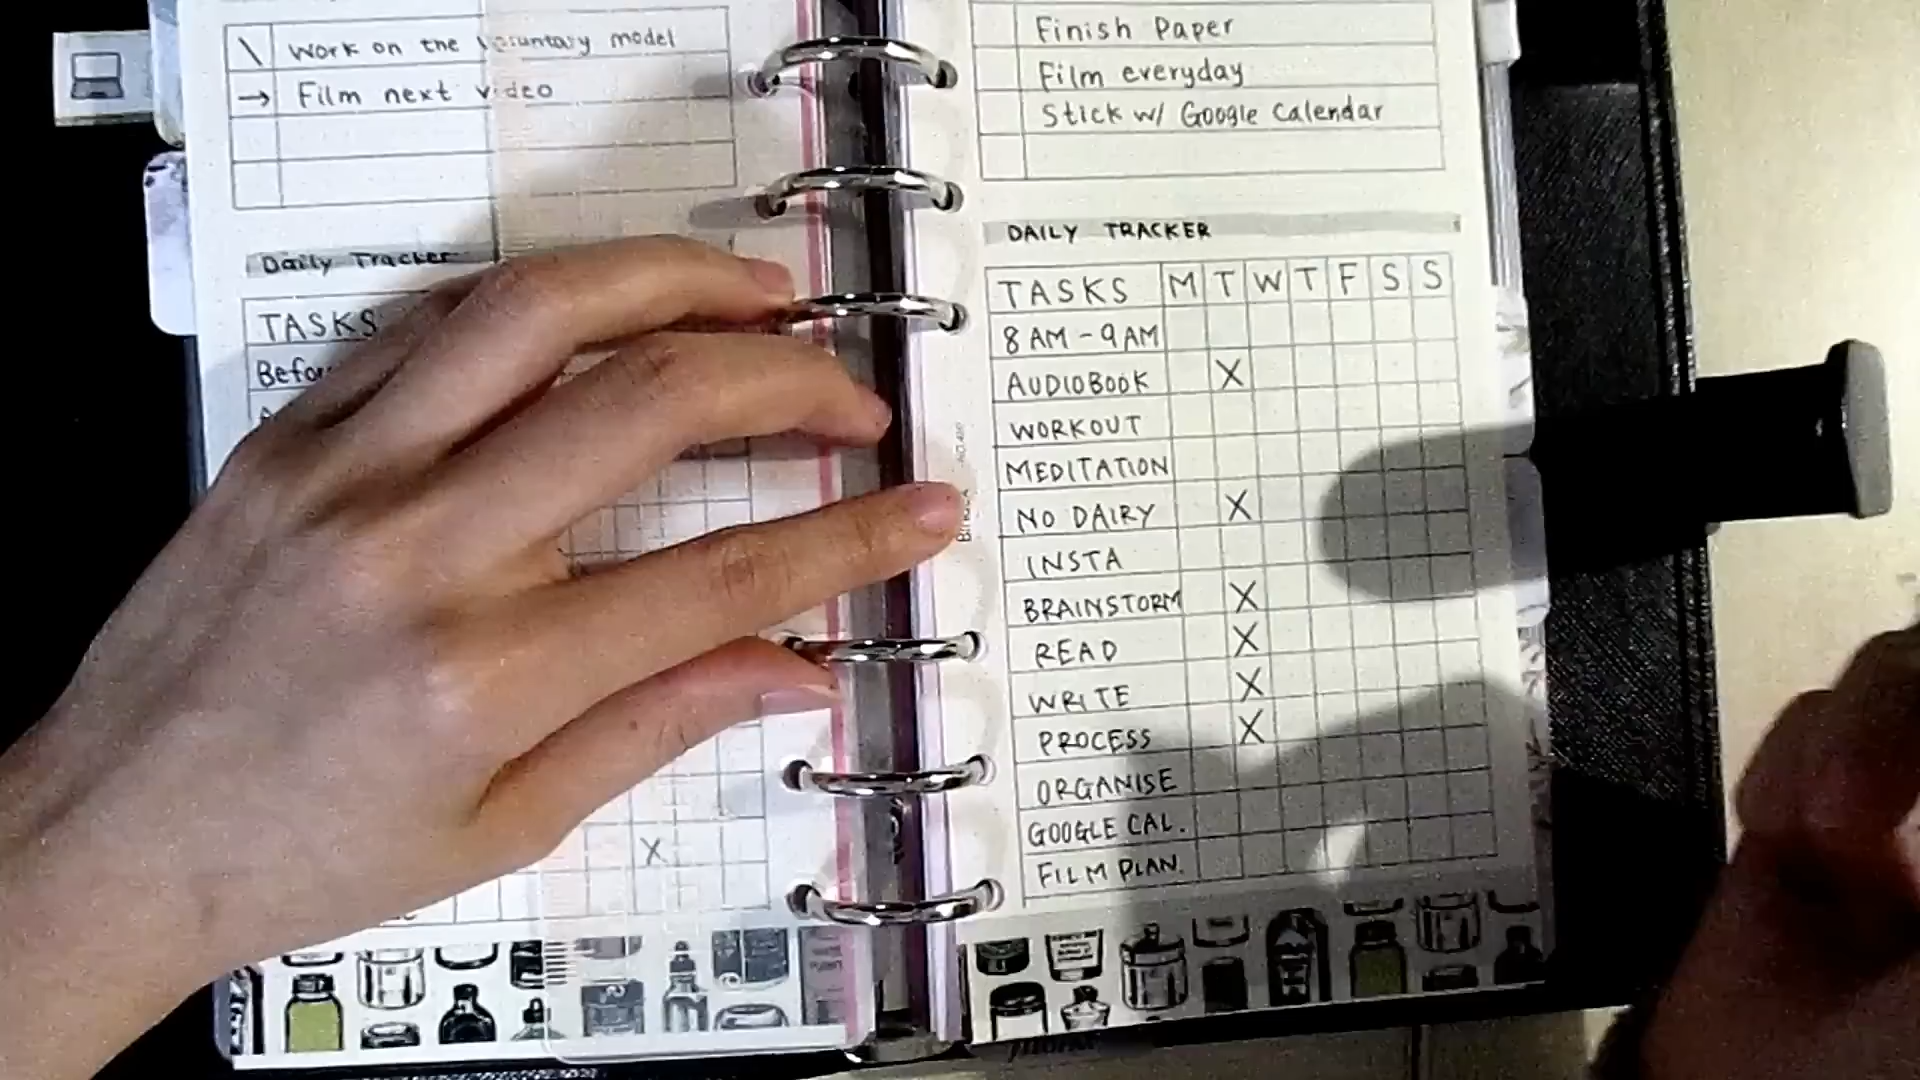 \ Work on the voluntary model
→ Film next video
Daily Tracker
TASKS
X
Finish Paper
Film everyday
Stick w/ Google Calendar
DAILY TRACKER
TASKS M T W T F S S
8 AM - 9 AM
AUDIOBOOK X
WORKOUT
MEDITATION
NO DAIRY X
INSTA
BRAINSTORM X
READ X
WRITE X
PROCESS X
ORGANISE
GOOGLE CAL.
FILM PLAN.